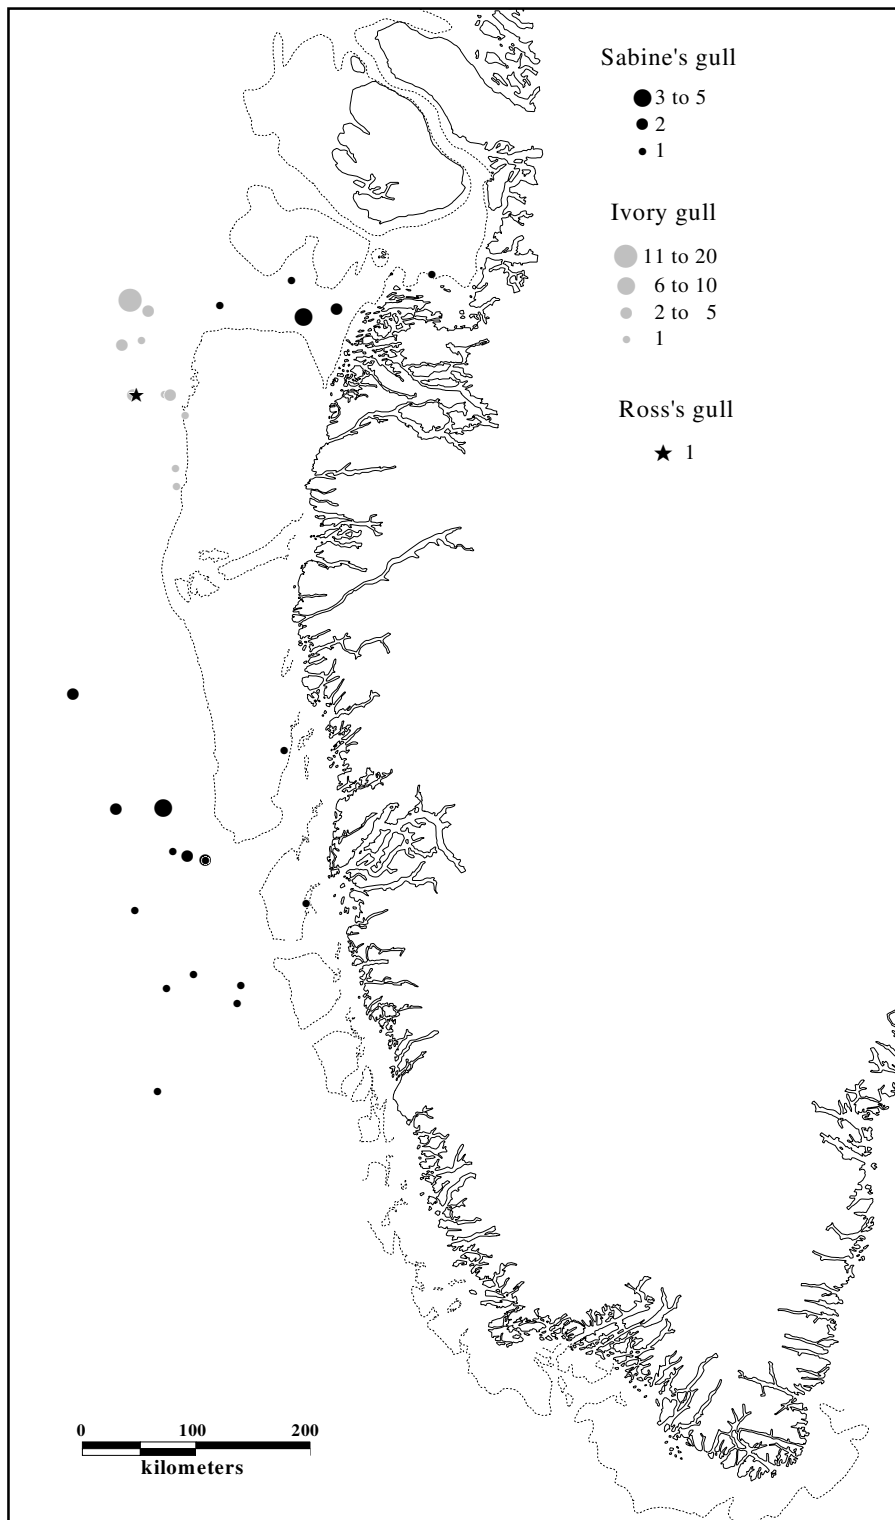 Sabine's gull
3 to 5
2
1
Ivory gull
11 to 20
6 to 10
2 to 5
1
Ross's gull
1
0 100 200
kilometers